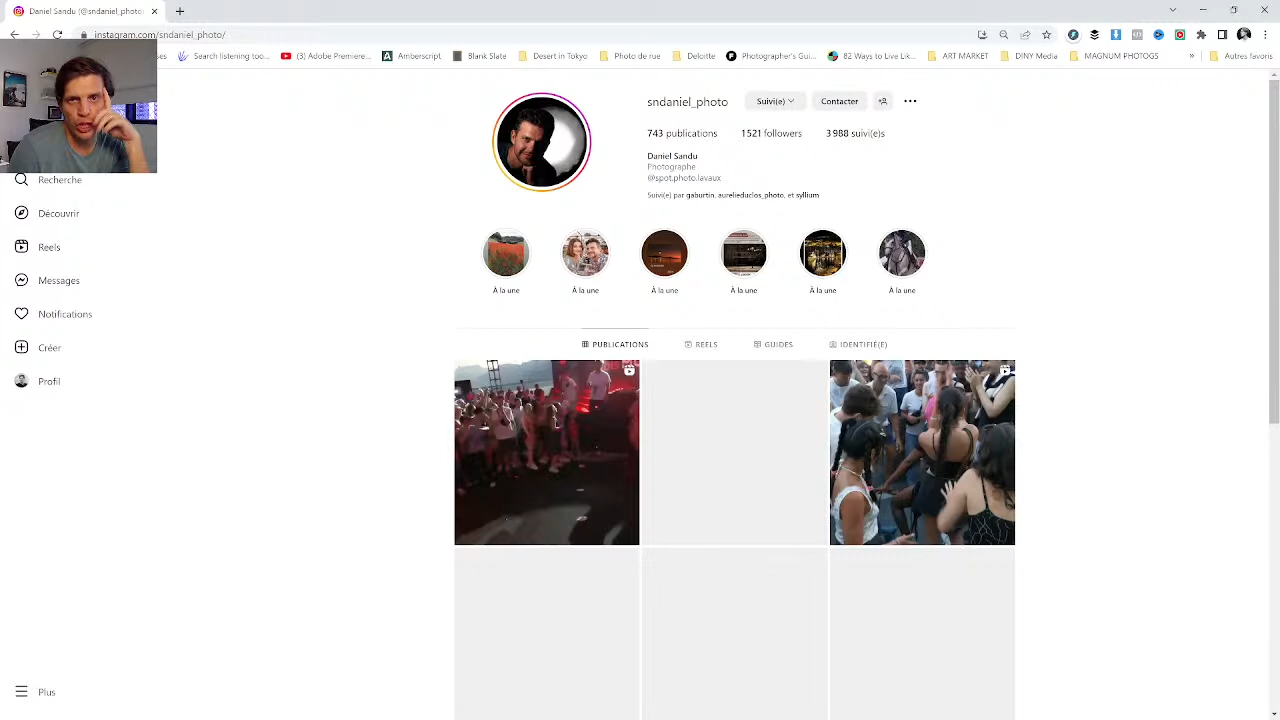 Daniel Sandu (@sndaniel_photo
instagram.com/sndaniel_photo/
Search listening too...
(3) Adobe Premiere...
Amberscript
Blank Slate
Desert in Tokyo
Photo de rue
Deloitte
Photographer's Gui...
82 Ways to Live Lik...
ART MARKET
DINY Media
MAGNUM PHOTOGS
»
Autres favoris
sndaniel_photo
Suivi(e)
Contacter
743 publications
1 521 followers
3 988 suivi(e)s
Daniel Sandu
Photographe
@spot.photo.lavaux
Suivi(e) par gaburtin, aurelieduclos_photo, et syllium
Recherche
Découvrir
Reels
Messages
Notifications
Créer
Profil
Plus
À la une
À la une
À la une
À la une
À la une
À la une
PUBLICATIONS
REELS
GUIDES
IDENTIFIÉ(E)